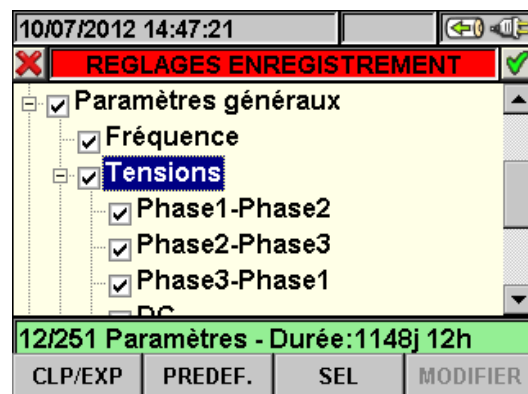 10/07/2012 14:47:21
REGLAGES ENREGISTREMENT
Paramètres généraux
Fréquence
Tensions
Phase1-Phase2
Phase2-Phase3
Phase3-Phase1
DC
12/251 Paramètres - Durée:1148j 12h
CLP/EXP PREDEF. SEL MODIFIER